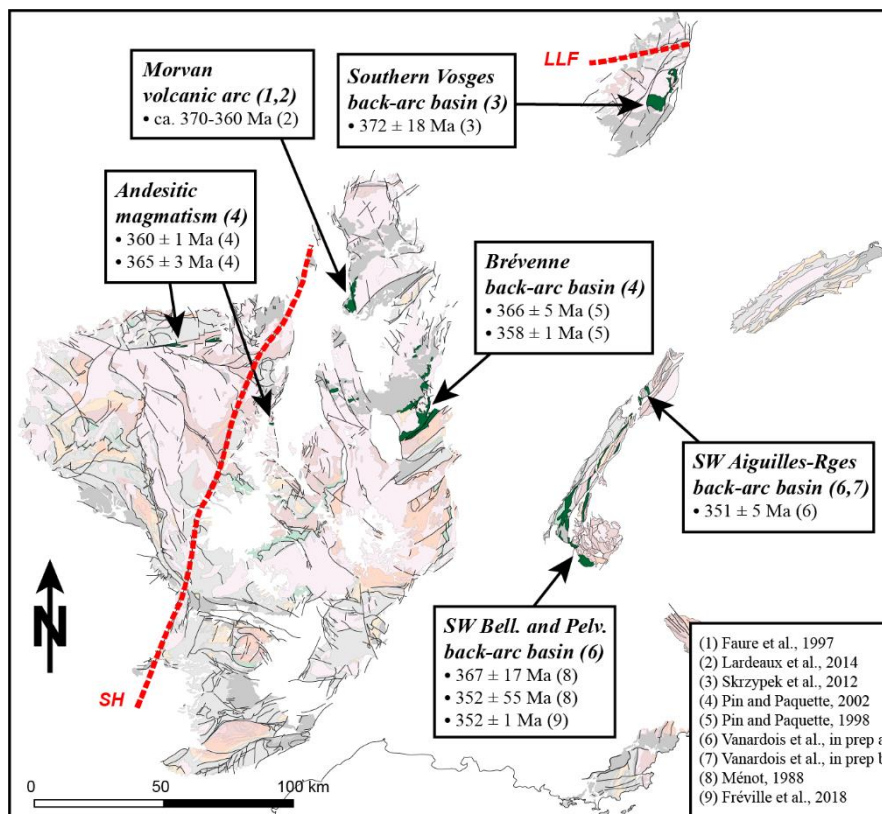 Morvan
volcanic arc (1,2)
• ca. 370-360 Ma (2)
Southern Vosges
back-arc basin (3)
• 372 ± 18 Ma (3)
LLF
Andesitic
magmatism (4)
• 360 ± 1 Ma (4)
• 365 ± 3 Ma (4)
Brévenne
back-arc basin (4)
• 366 ± 5 Ma (5)
• 358 ± 1 Ma (5)
SW Aiguilles-Rges
back-arc basin (6,7)
• 351 ± 5 Ma (6)
SW Bell. and Pelv.
back-arc basin (6)
• 367 ± 17 Ma (8)
• 352 ± 55 Ma (8)
• 352 ± 1 Ma (9)
N
SH
0 50 100 km
(1) Faure et al., 1997
(2) Lardeaux et al., 2014
(3) Skrzypek et al., 2012
(4) Pin and Paquette, 2002
(5) Pin and Paquette, 1998
(6) Vanardois et al., in prep a
(7) Vanardois et al., in prep b
(8) Ménot, 1988
(9) Fréville et al., 2018